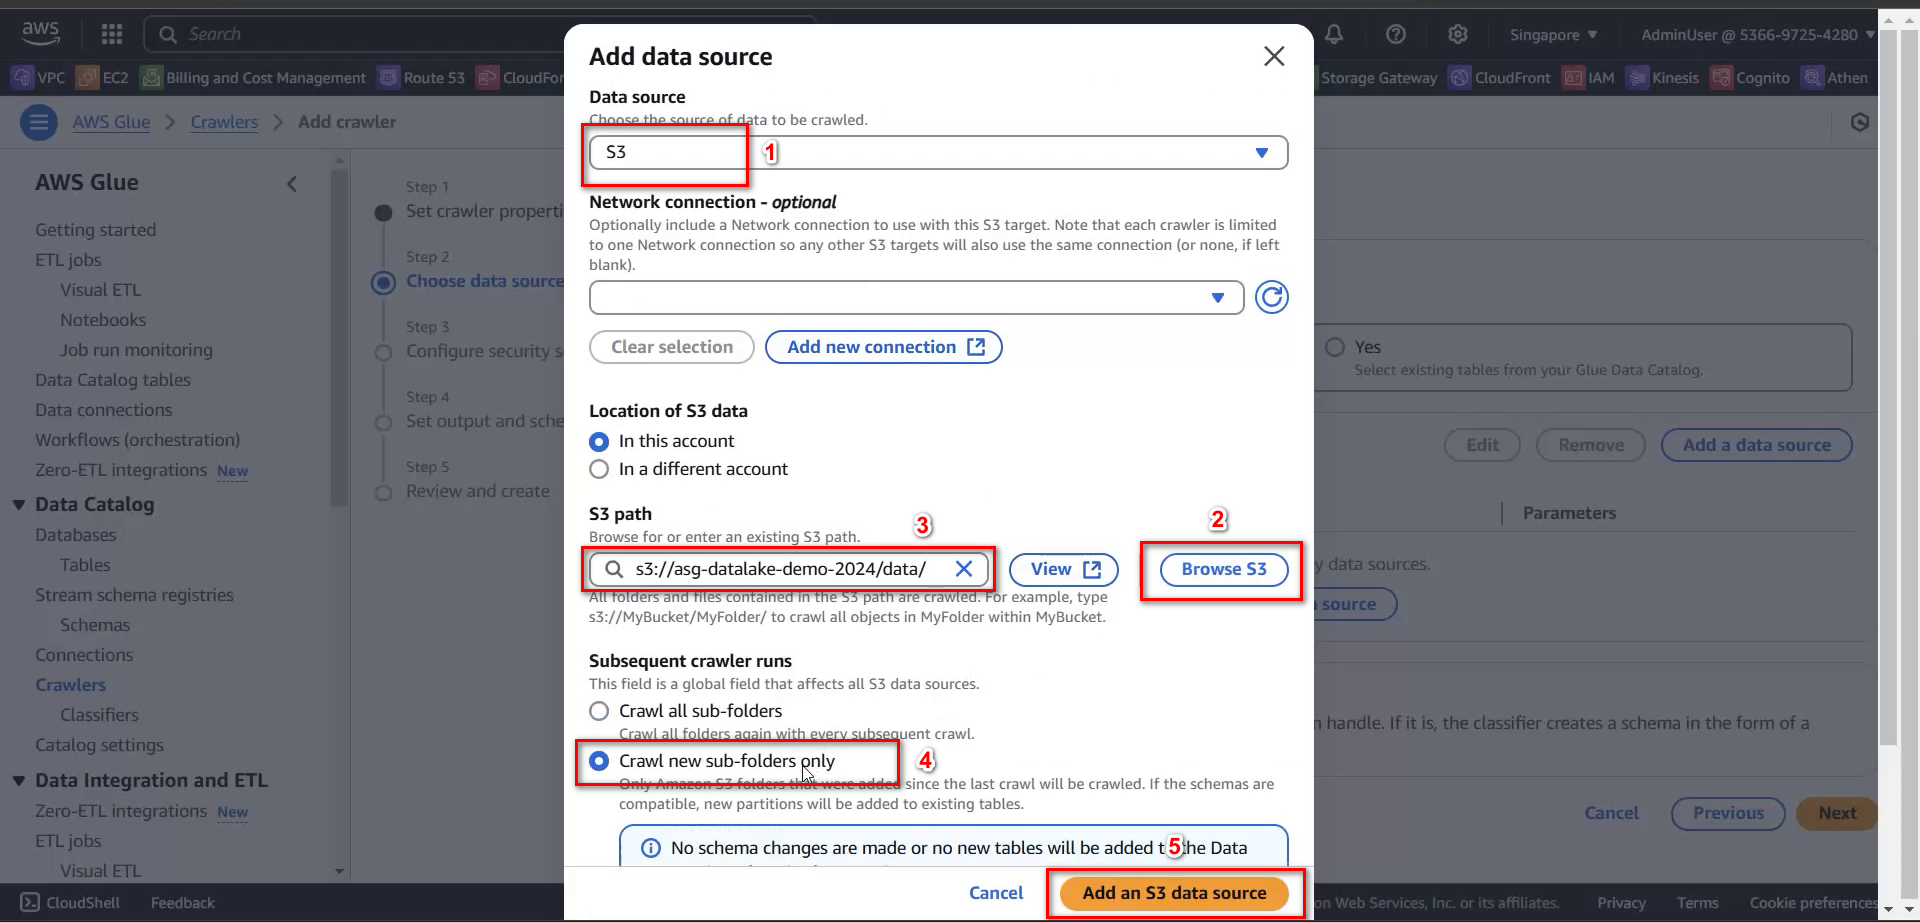 aws
Search
Singapore
AdminUser @ 5366-9725-4280
VPC
EC2
Billing and Cost Management
Route 53
CloudFor
Storage Gateway
CloudFront
IAM
Kinesis
Cognito
Athen
AWS Glue
Crawlers
Add crawler
AWS Glue
Getting started
ETL jobs
Visual ETL
Notebooks
Job run monitoring
Data Catalog tables
Data connections
Workflows (orchestration)
Zero-ETL integrations New
Data Catalog
Databases
Tables
Stream schema registries
Schemas
Connections
Crawlers
Classifiers
Catalog settings
Data Integration and ETL
Zero-ETL integrations New
ETL jobs
Visual ETL
Step 1
Set crawler properti
Step 2
Choose data source
Step 3
Configure security s
Step 4
Set output and sche
Step 5
Review and create
Add data source
Data source
Choose the source of data to be crawled.
S3
1
Network connection - optional
Optionally include a Network connection to use with this S3 target. Note that each crawler is limited
to one Network connection so any other S3 targets will also use the same connection (or none, if left
blank).
Clear selection
Add new connection
Location of S3 data
In this account
In a different account
S3 path
3
2
Browse for or enter an existing S3 path.
s3://asg-datalake-demo-2024/data/
View
Browse S3
All folders and files contained in the S3 path are crawled. For example, type
s3://MyBucket/MyFolder/ to crawl all objects in MyFolder within MyBucket.
Subsequent crawler runs
This field is a global field that affects all S3 data sources.
Crawl all sub-folders
Crawl all folders again with every subsequent crawl.
Crawl new sub-folders only
4
Only Amazon S3 folders that were added since the last crawl will be crawled. If the schemas are
compatible, new partitions will be added to existing tables.
No schema changes are made or no new tables will be added to the Data
5
Cancel
Add an S3 data source
Yes
Select existing tables from your Glue Data Catalog.
Edit
Remove
Add a data source
Parameters
y data sources.
source
n handle. If it is, the classifier creates a schema in the form of a
Cancel
Previous
Next
CloudShell
Feedback
on Web Services, Inc. or its affiliates.
Privacy
Terms
Cookie preferences